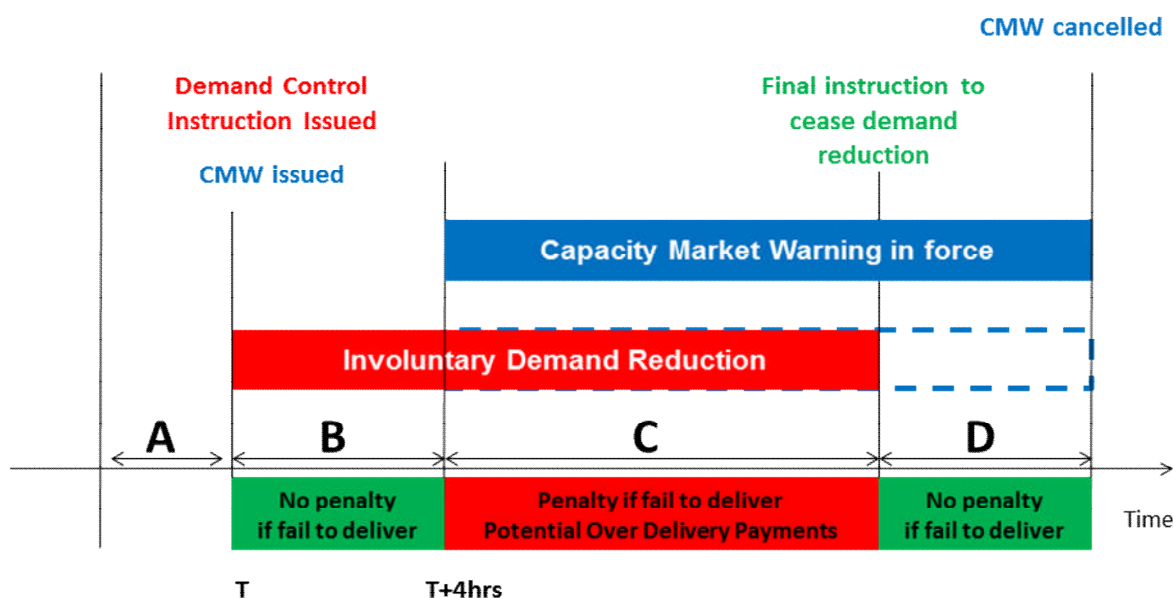 CMW cancelled
Demand Control
Instruction Issued
Final instruction to
cease demand
reduction
CMW issued
Capacity Market Warning in force
Involuntary Demand Reduction
A
B
C
D
No penalty
if fail to deliver
Penalty if fail to deliver
Potential Over Delivery Payments
No penalty
if fail to deliver
Time
T
T+4hrs